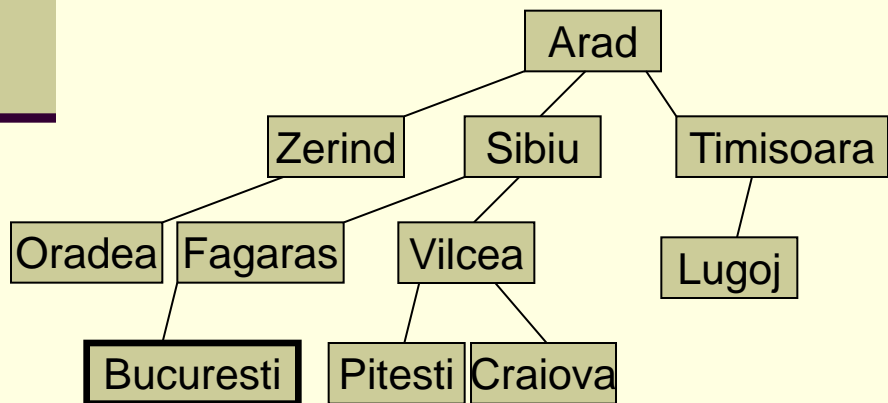 Arad
Zerind Sibiu Timisoara
Oradea Fagaras Vilcea Lugoj
Bucuresti Pitesti Craiova